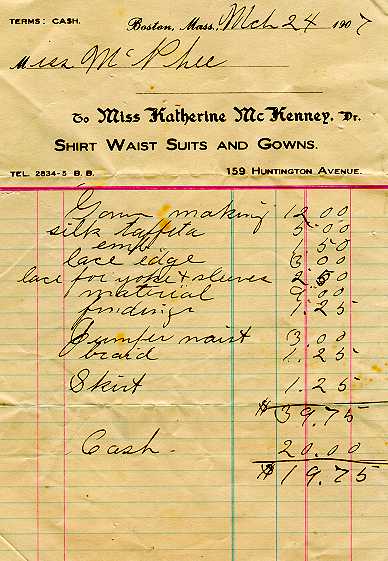 TERMS: CASH.
Boston, Mass., Mch 24 1907
Miss McPhee
To Miss Katherine McKenney, Dr.
SHIRT WAIST SUITS AND GOWNS.
TEL. 2834-5 B. B. 159 HUNTINGTON AVENUE.
Gown making 12.00
silk taffeta 5.00
emb 1.50
lace edge 3.00
lace for yoke + sleeves 2.50
material 9.00
findings 1.25
Jumper waist 3.00
braid 1.25
Skirt 1.25
$39.75
Cash. 20.00
$19.75